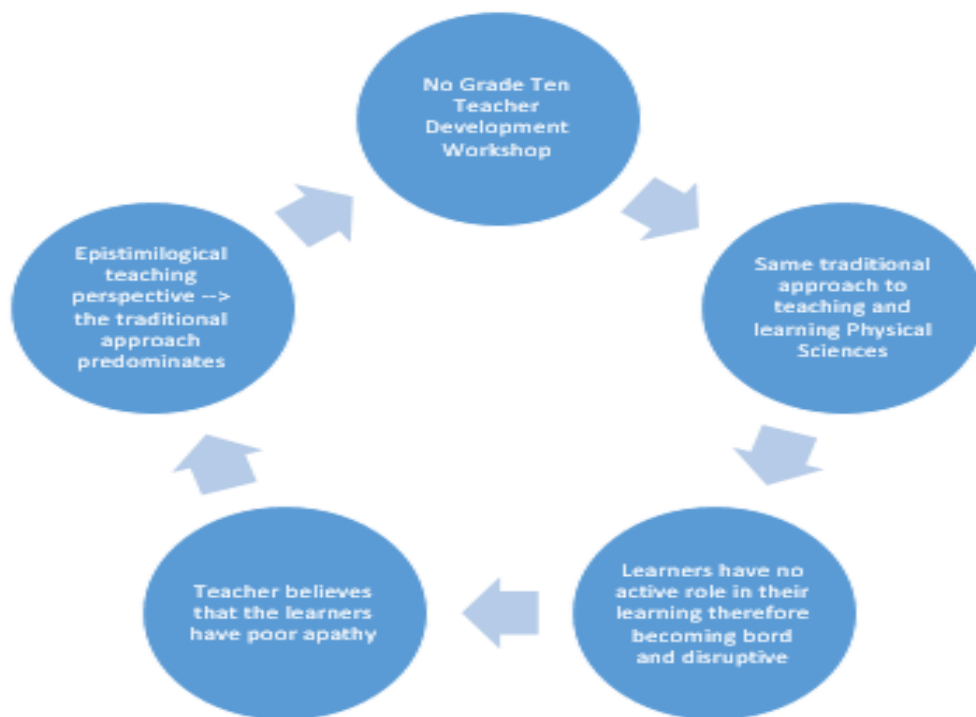 No Grade Ten
Teacher
Development
Workshop
Same traditional
approach to
teaching and
learning Physical
Sciences
Learners have no
active role in their
learning therefore
becoming bord
and disruptive
Teacher believes
that the learners
have poor apathy
Epistimilogical
teaching
perspective -->
the traditional
approach
predominates